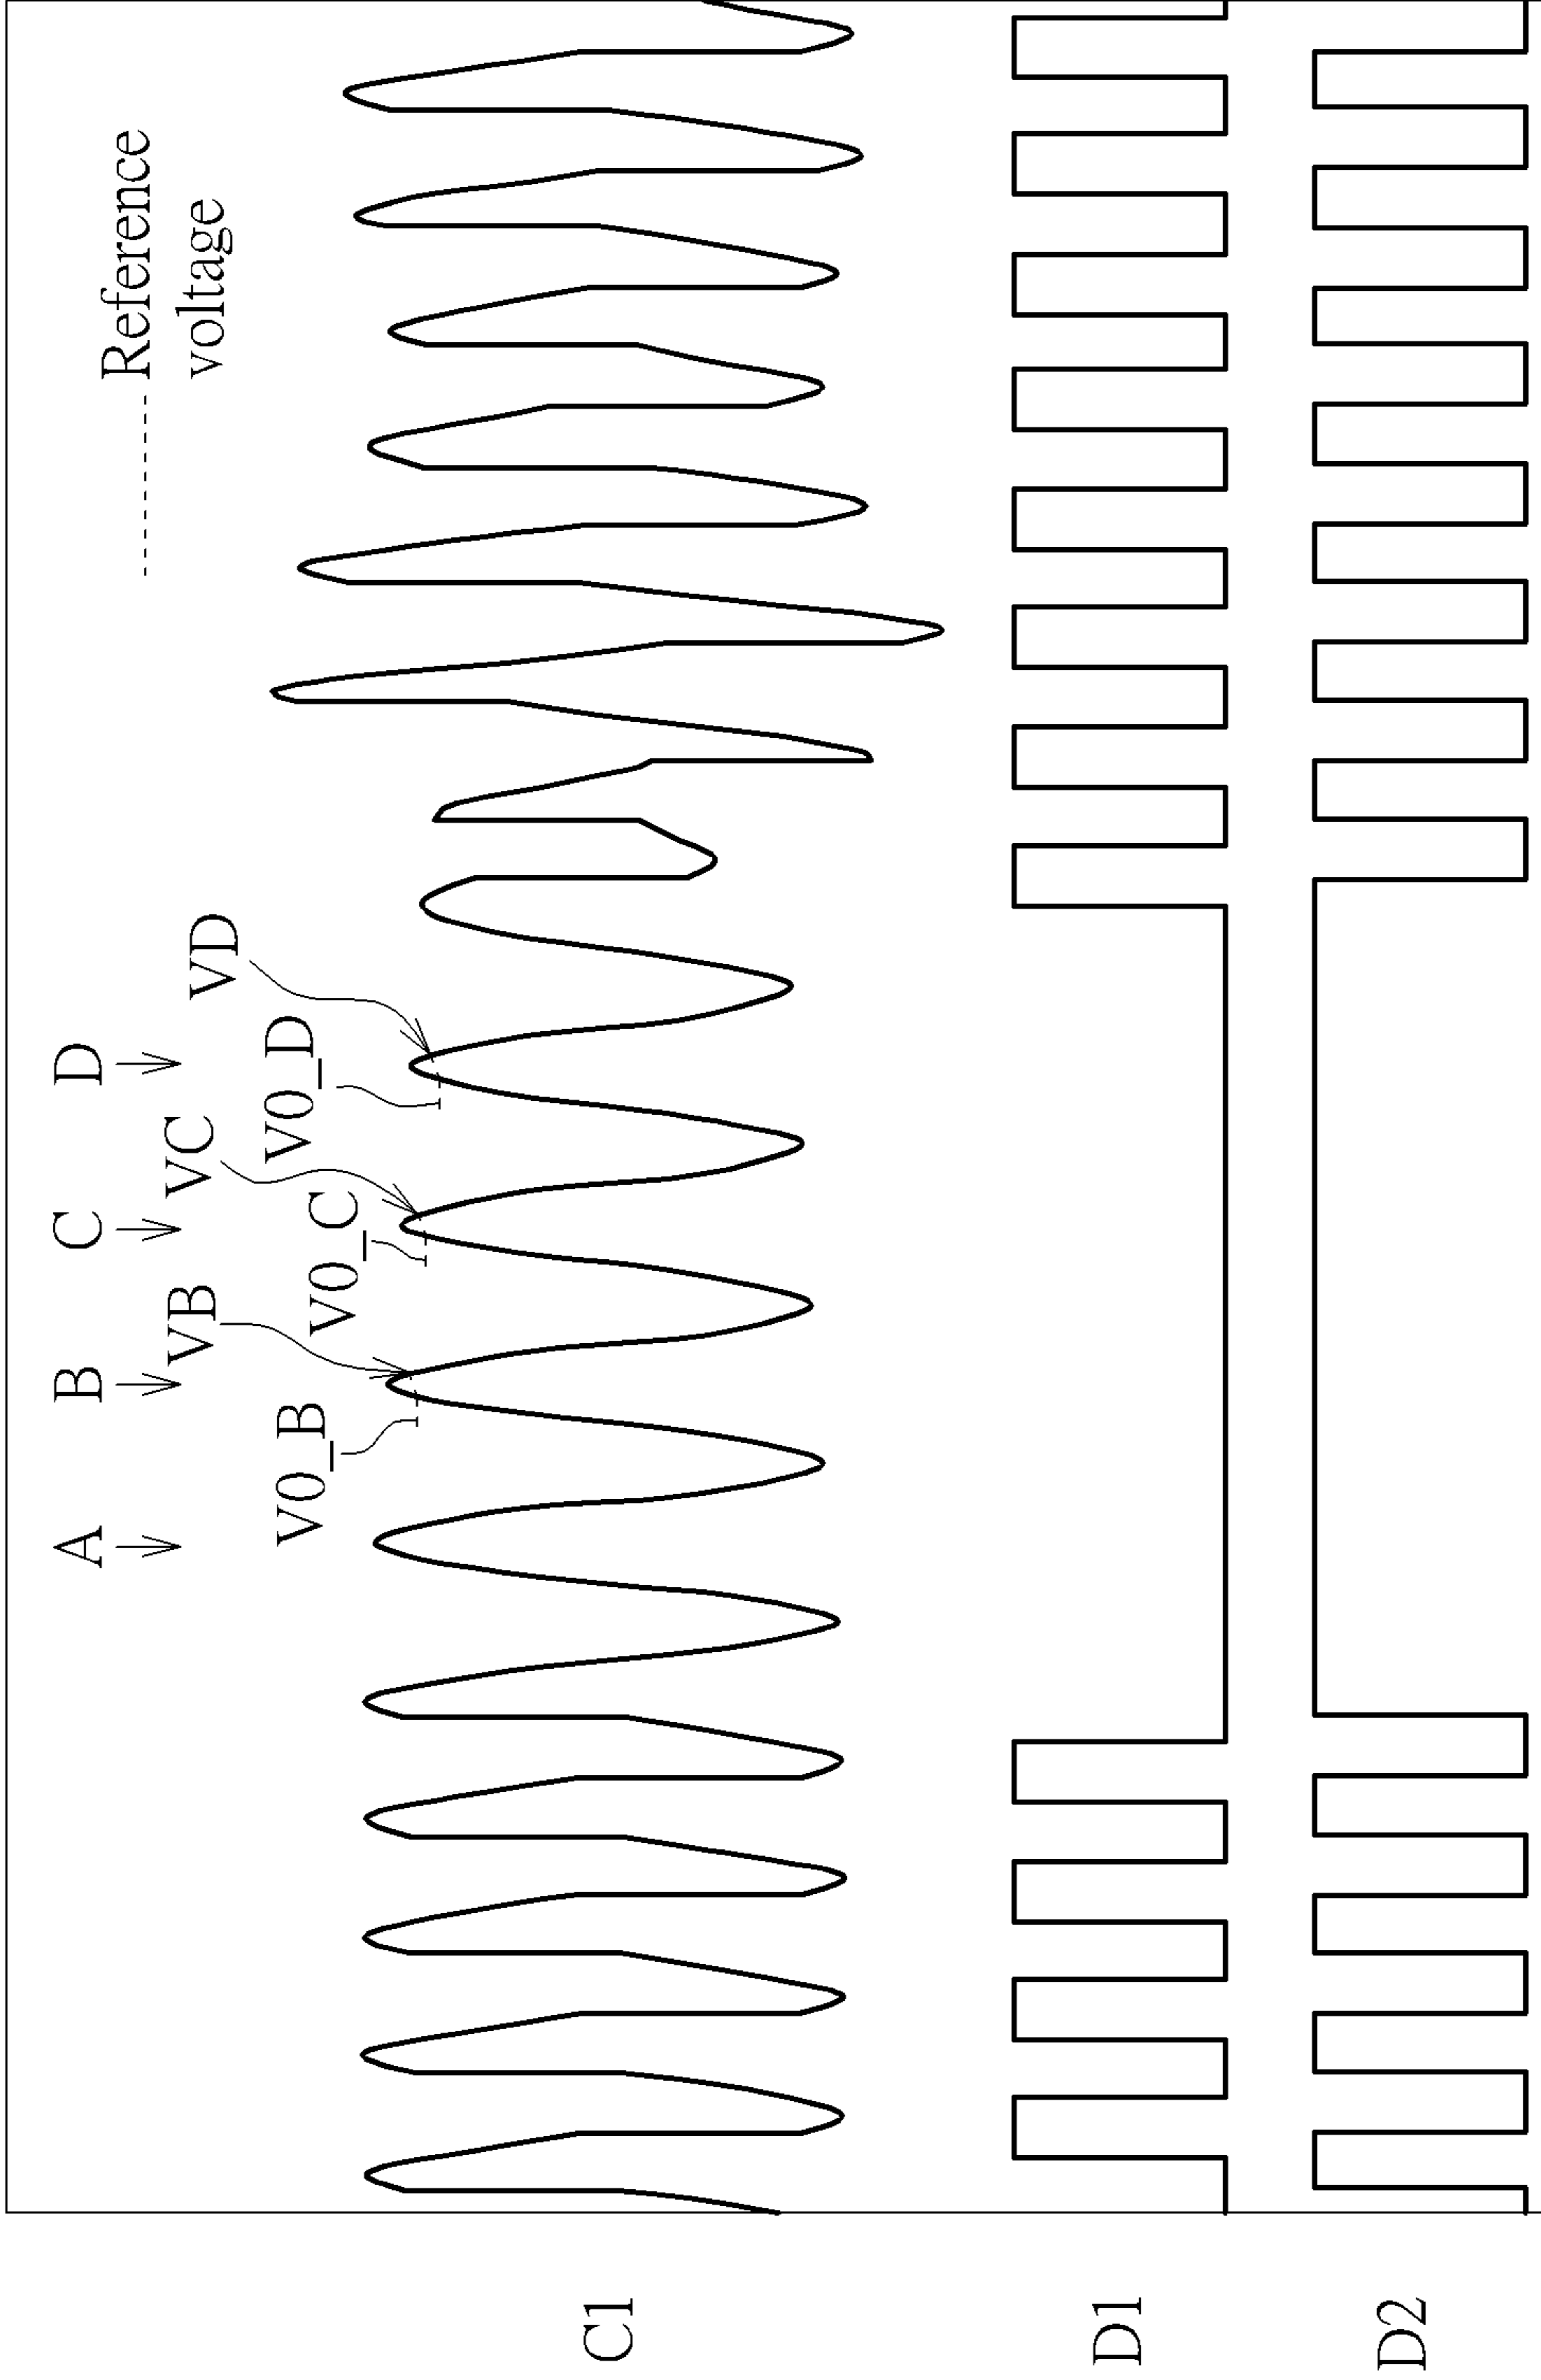 A
B
C
D
Reference
voltage
VB
VC
VD
V0_B
V0_C
V0_D
C1
D1
D2